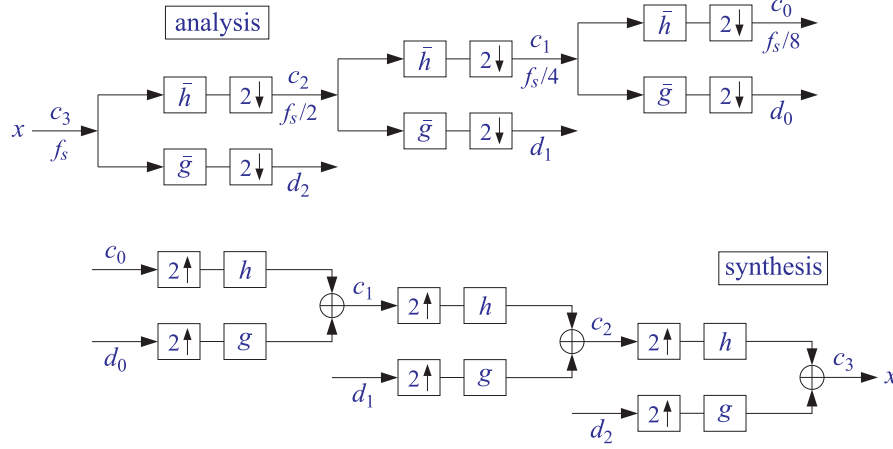 analysis
x c₃ fₛ
h̄ 2↓ c₂ fₛ/2
ḡ 2↓ d₂
h̄ 2↓ c₁ fₛ/4
ḡ 2↓ d₁
h̄ 2↓ c₀ fₛ/8
ḡ 2↓ d₀
synthesis
c₀ 2↑ h
d₀ 2↑ g
c₁ 2↑ h
d₁ 2↑ g
c₂ 2↑ h
d₂ 2↑ g
c₃ x